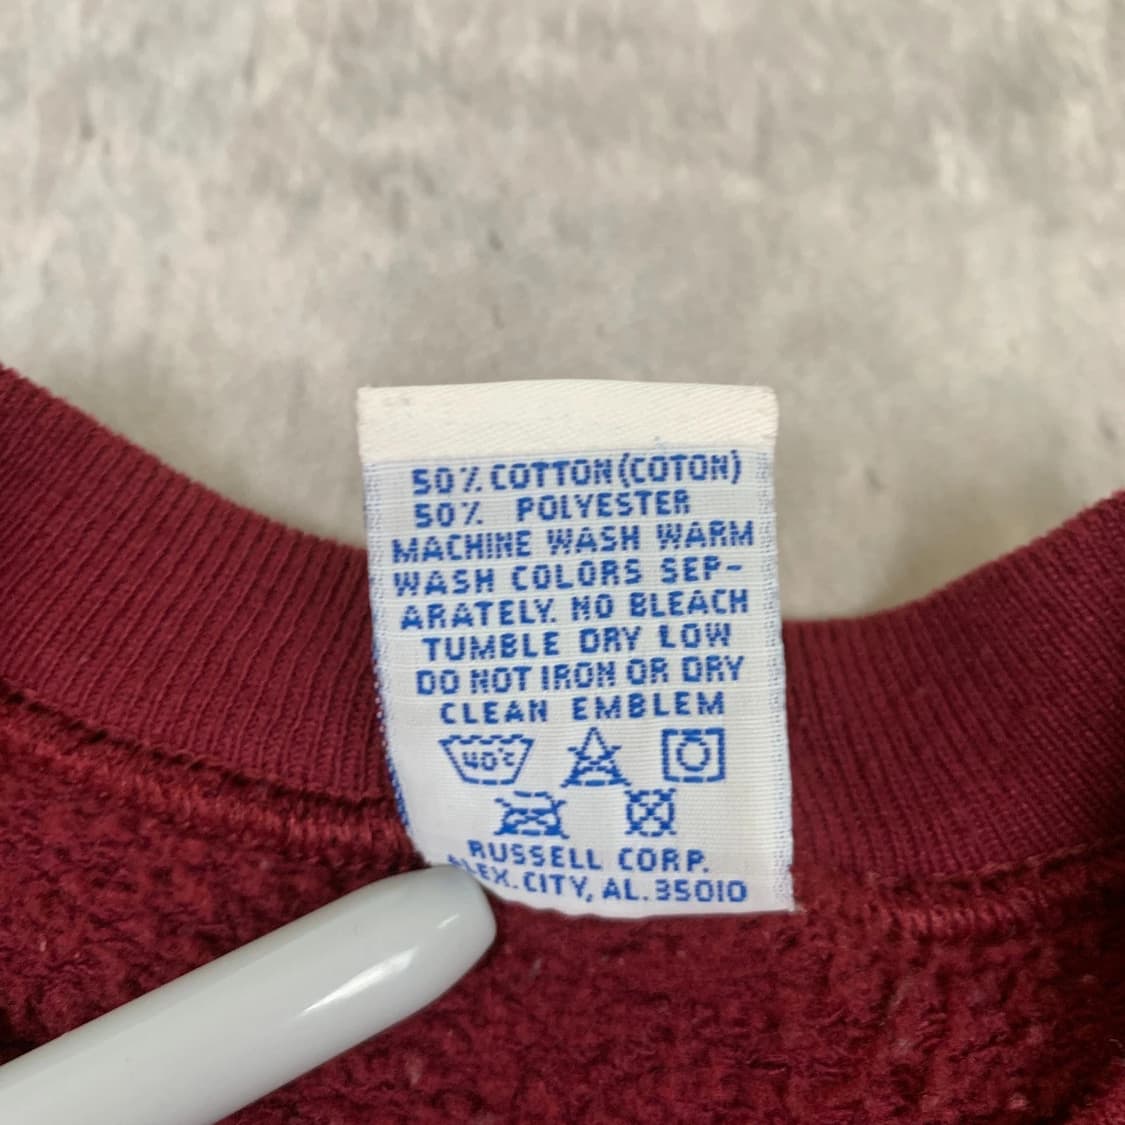 50% COTTON (COTON)
50% POLYESTER
MACHINE WASH WARM
WASH COLORS SEP-
ARATELY. NO BLEACH
TUMBLE DRY LOW
DO NOT IRON OR DRY
CLEAN EMBLEM
40°C
RUSSELL CORP.
ALEX. CITY, AL. 35010